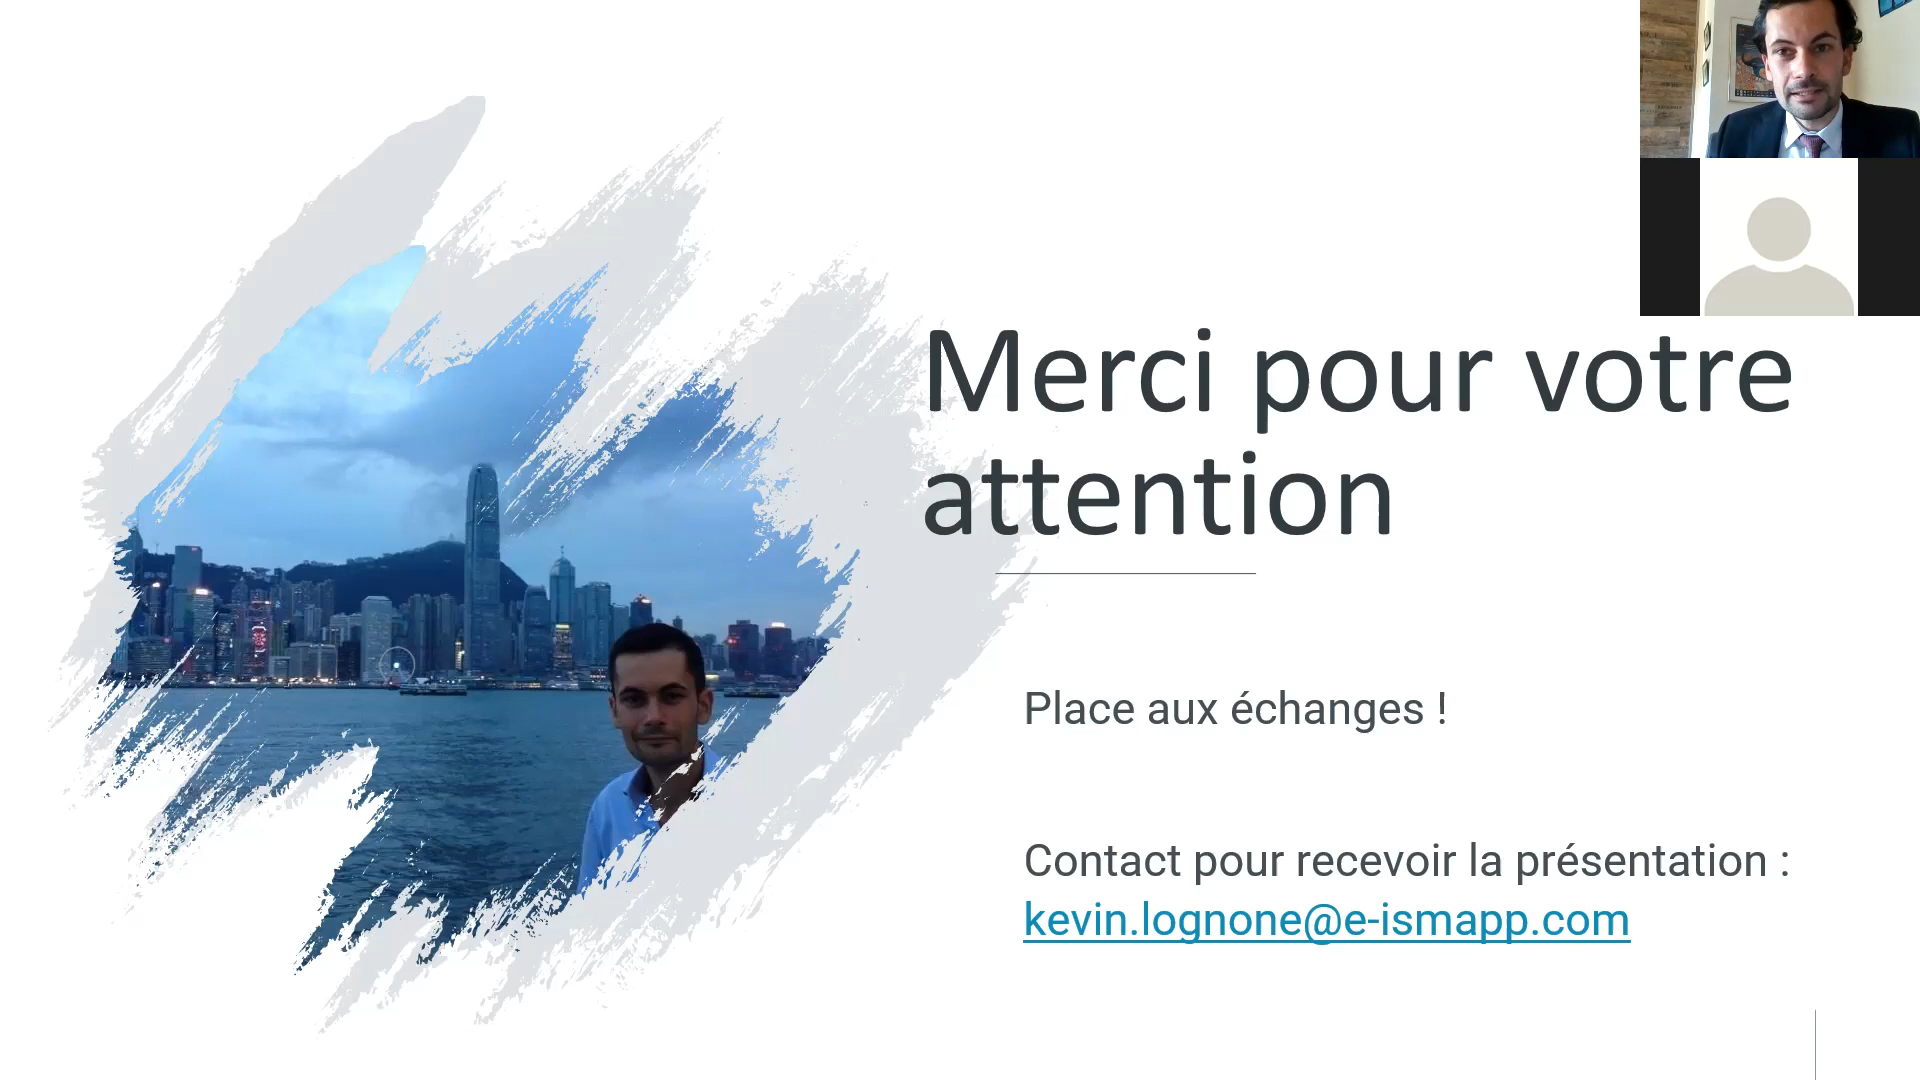 Merci pour votre
attention
Place aux échanges !
Contact pour recevoir la présentation :
kevin.lognone@e-ismapp.com